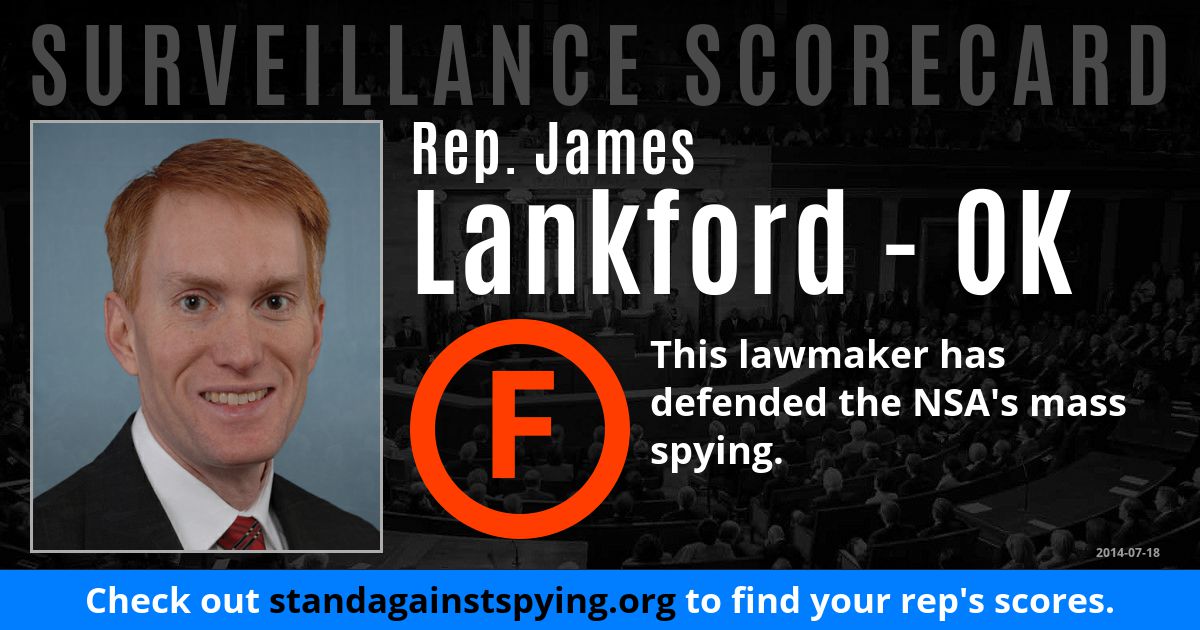 SURVEILLANCE SCORECARD
Rep. James
Lankford - OK
F
This lawmaker has
defended the NSA's mass
spying.
2014-07-18
Check out standagainstspying.org to find your rep's scores.